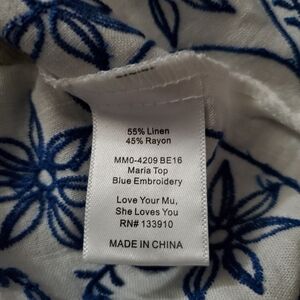 55% Linen
45% Rayon
MM0-4209 BE16
Maria Top
Blue Embroidery
Love Your Mu,
She Loves You
RN# 133910
MADE IN CHINA